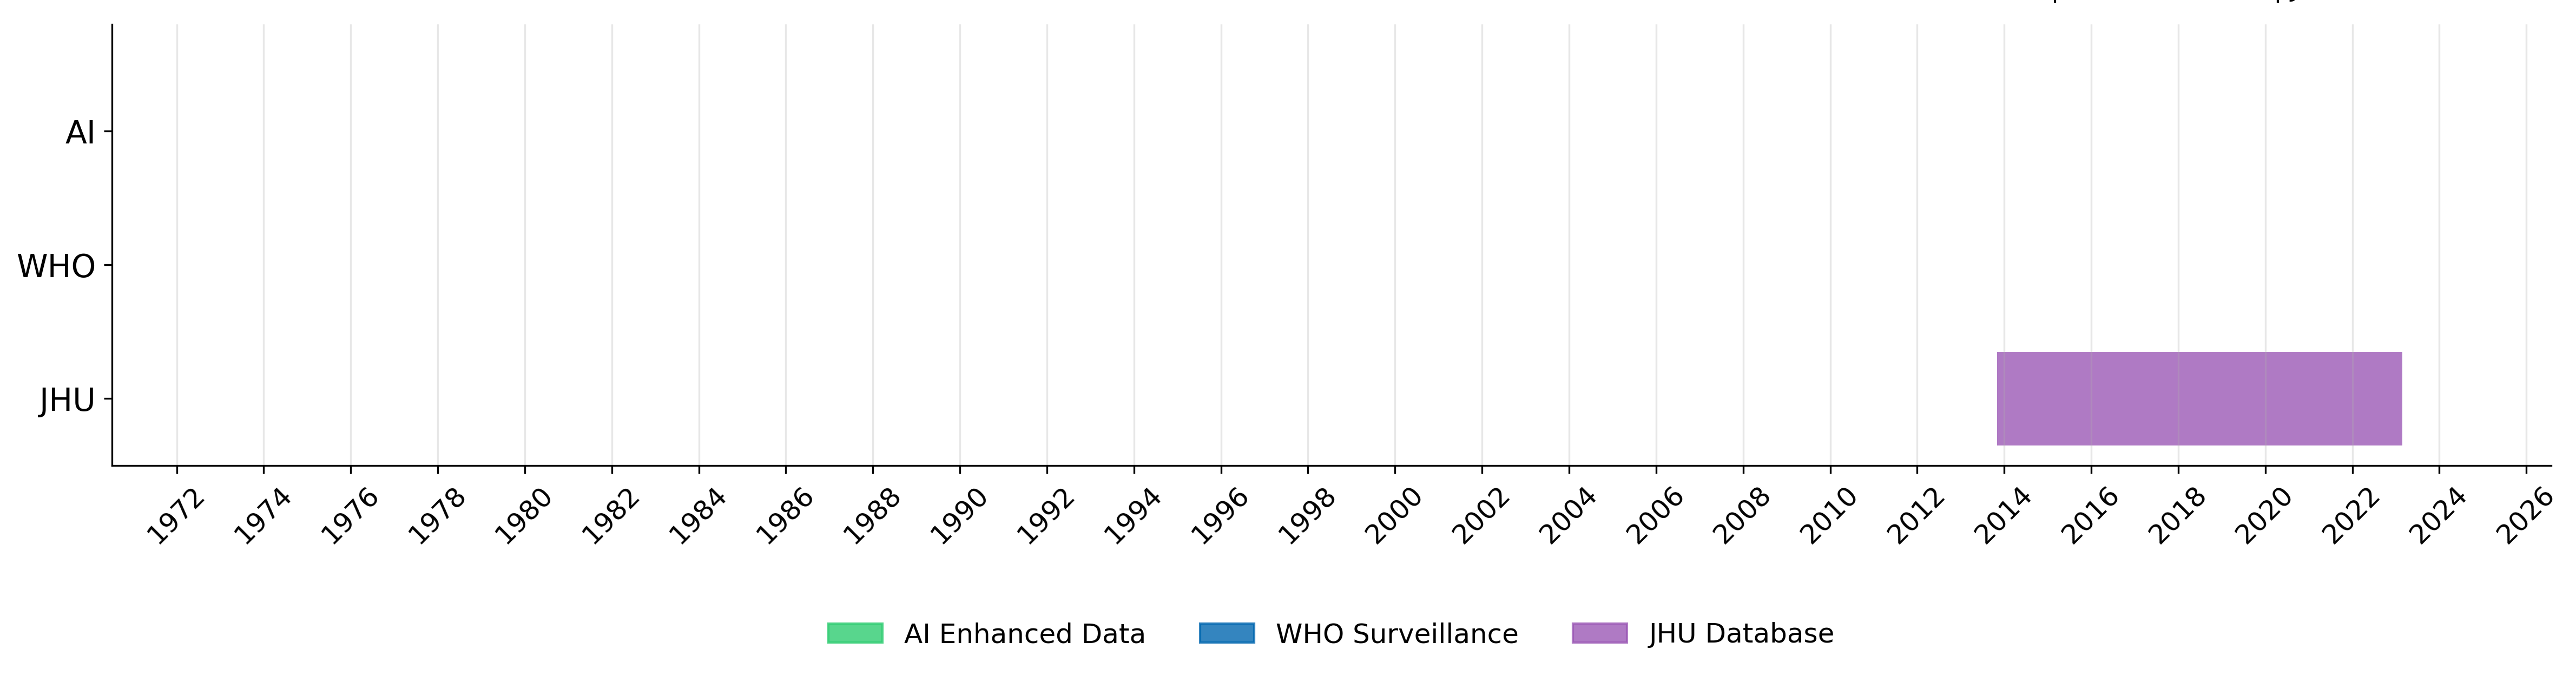 AI
WHO
JHU
1972 1974 1976 1978 1980 1982 1984 1986 1988 1990 1992 1994 1996 1998 2000 2002 2004 2006 2008 2010 2012 2014 2016 2018 2020 2022 2024 2026
AI Enhanced Data WHO Surveillance JHU Database